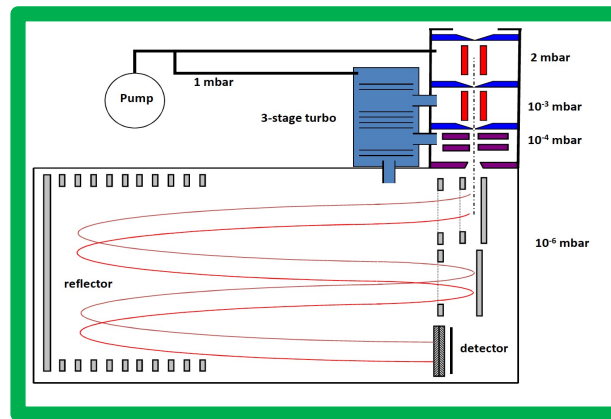 2 mbar
1 mbar
Pump
10⁻³ mbar
3-stage turbo
10⁻⁴ mbar
10⁻⁶ mbar
reflector
detector